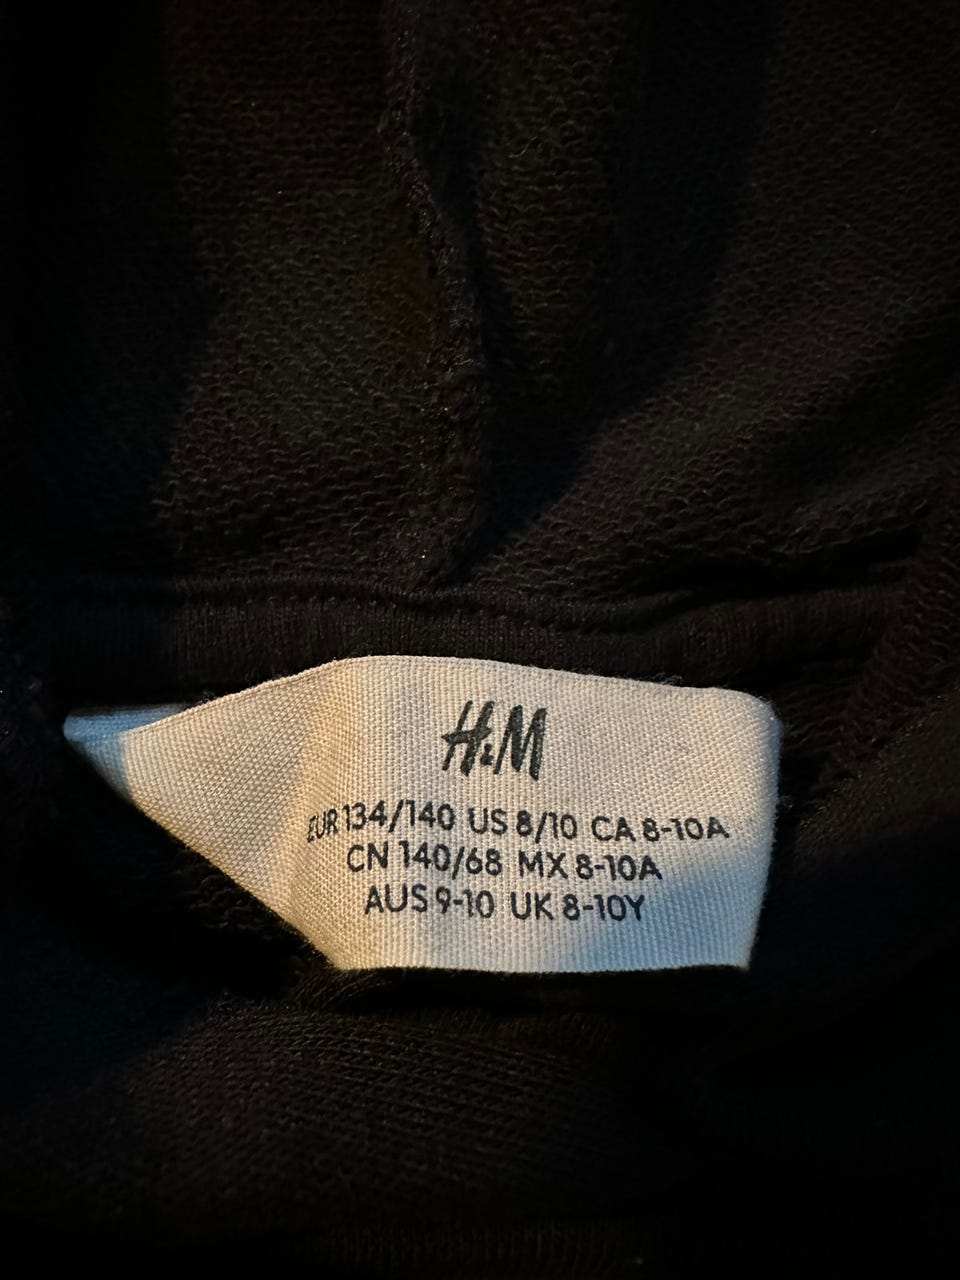 H&M
EUR 134/140 US 8/10 CA 8-10A
CN 140/68 MX 8-10A
AUS 9-10 UK 8-10Y